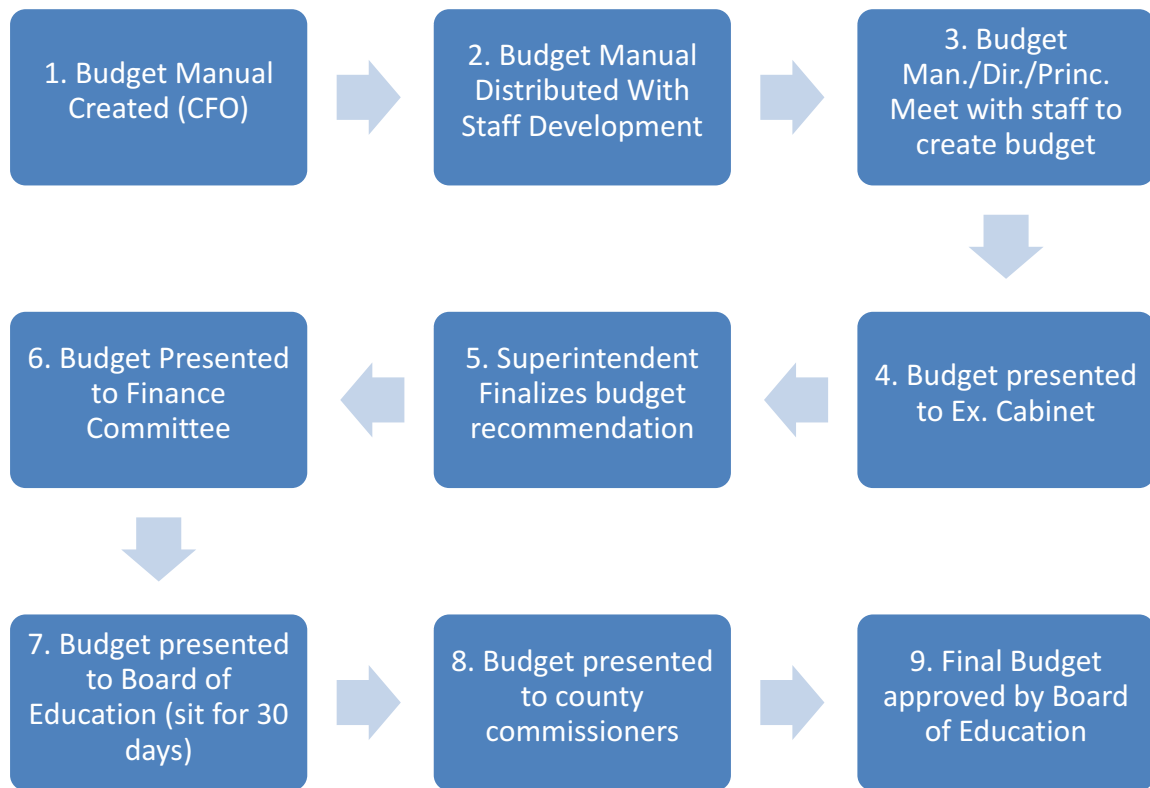 1. Budget Manual
Created (CFO)
2. Budget Manual
Distributed With
Staff Development
3. Budget
Man./Dir./Princ.
Meet with staff to
create budget
4. Budget presented
to Ex. Cabinet
5. Superintendent
Finalizes budget
recommendation
6. Budget Presented
to Finance
Committee
7. Budget presented
to Board of
Education (sit for 30
days)
8. Budget presented
to county
commissioners
9. Final Budget
approved by Board
of Education